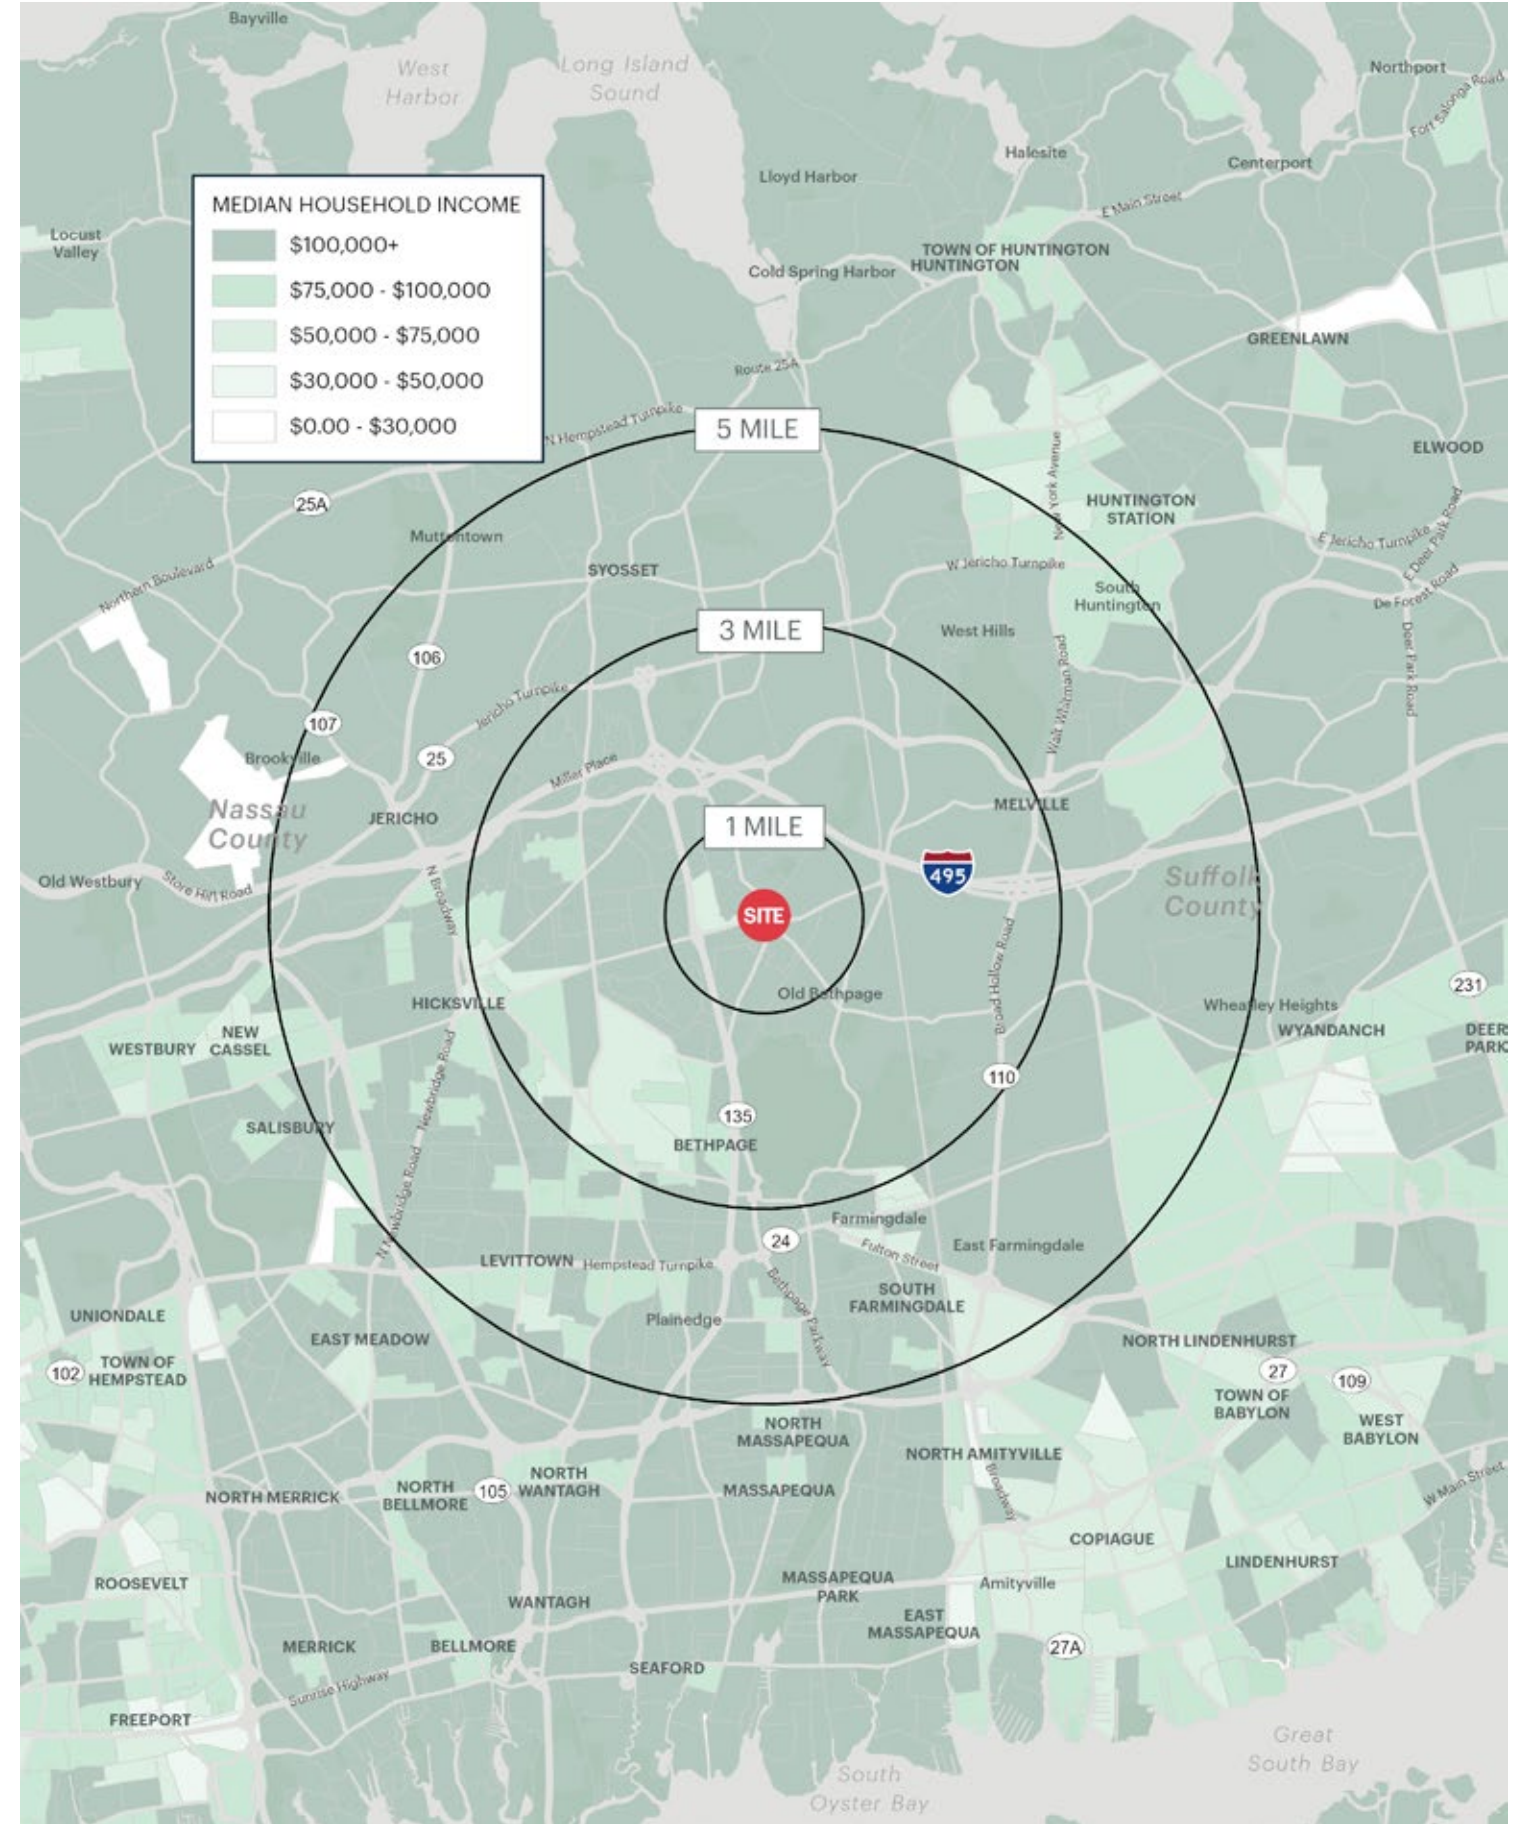 Bayville
West
Harbor
Long Island
Sound
Northport
Fort Salonga Road
Halesite
Centerport
Lloyd Harbor
E Main Street
MEDIAN HOUSEHOLD INCOME
$100,000+
$75,000 - $100,000
$50,000 - $75,000
$30,000 - $50,000
$0.00 - $30,000
Locust
Valley
TOWN OF HUNTINGTON
HUNTINGTON
Cold Spring Harbor
GREENLAWN
Route 25A
N Hempstead Turnpike
5 MILE
ELWOOD
New York Avenue
25A
HUNTINGTON
STATION
Muttontown
E Jericho Turnpike
E Deer Park Road
SYOSSET
W Jericho Turnpike
Northern Boulevard
South
Huntington
De Forest Road
3 MILE
West Hills
106
Deer Park Road
Walt Whitman Road
Jericho Turnpike
107
25
Brookville
Miller Place
Nassau
County
JERICHO
MELVILLE
1 MILE
495
Old Westbury
Store Hill Road
N Broadway
Suffolk
County
SITE
Broad Hollow Road
Old Bethpage
231
HICKSVILLE
Wheatley Heights
WYANDANCH
DEER
PARK
NEW
CASSEL
WESTBURY
Newbridge Road
110
135
SALISBURY
BETHPAGE
N Newbridge Road
Farmingdale
24
Fulton Street
East Farmingdale
LEVITTOWN
Hempstead Turnpike
Bethpage Parkway
SOUTH
FARMINGDALE
UNIONDALE
Plainedge
EAST MEADOW
NORTH LINDENHURST
102
TOWN OF
HEMPSTEAD
27
109
TOWN OF
BABYLON
NORTH
MASSAPEQUA
WEST
BABYLON
NORTH AMITYVILLE
Broadway
NORTH MERRICK
NORTH
BELLMORE
105
NORTH
WANTAGH
MASSAPEQUA
W Main Street
COPIAGUE
LINDENHURST
ROOSEVELT
MASSAPEQUA
PARK
Amityville
WANTAGH
EAST
MASSAPEQUA
MERRICK
BELLMORE
27A
SEAFORD
Sunrise Highway
FREEPORT
Great
South Bay
South
Oyster Bay